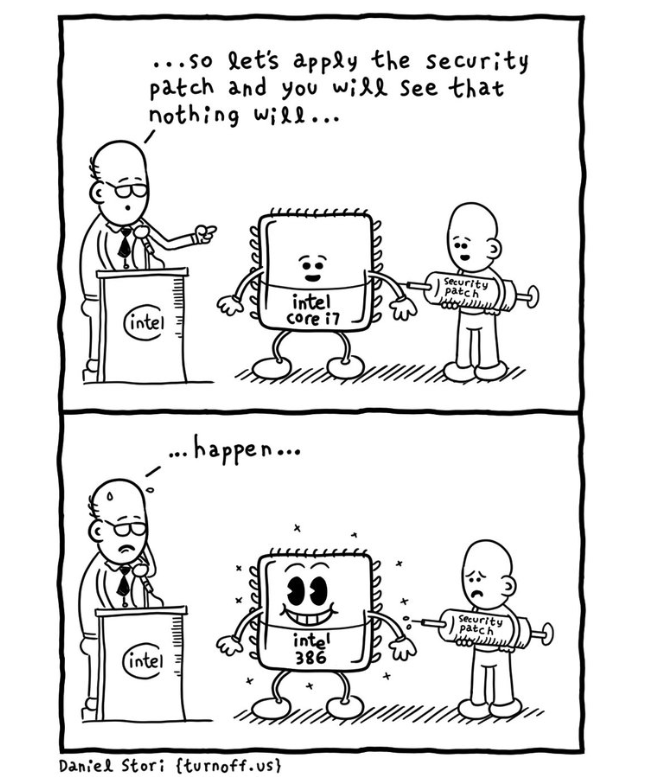 ...so let's apply the security
patch and you will see that
nothing will...
intel
intel
core i7
security
patch
...happen...
intel
intel
386
security
patch
Daniel Stori {turnoff.us}